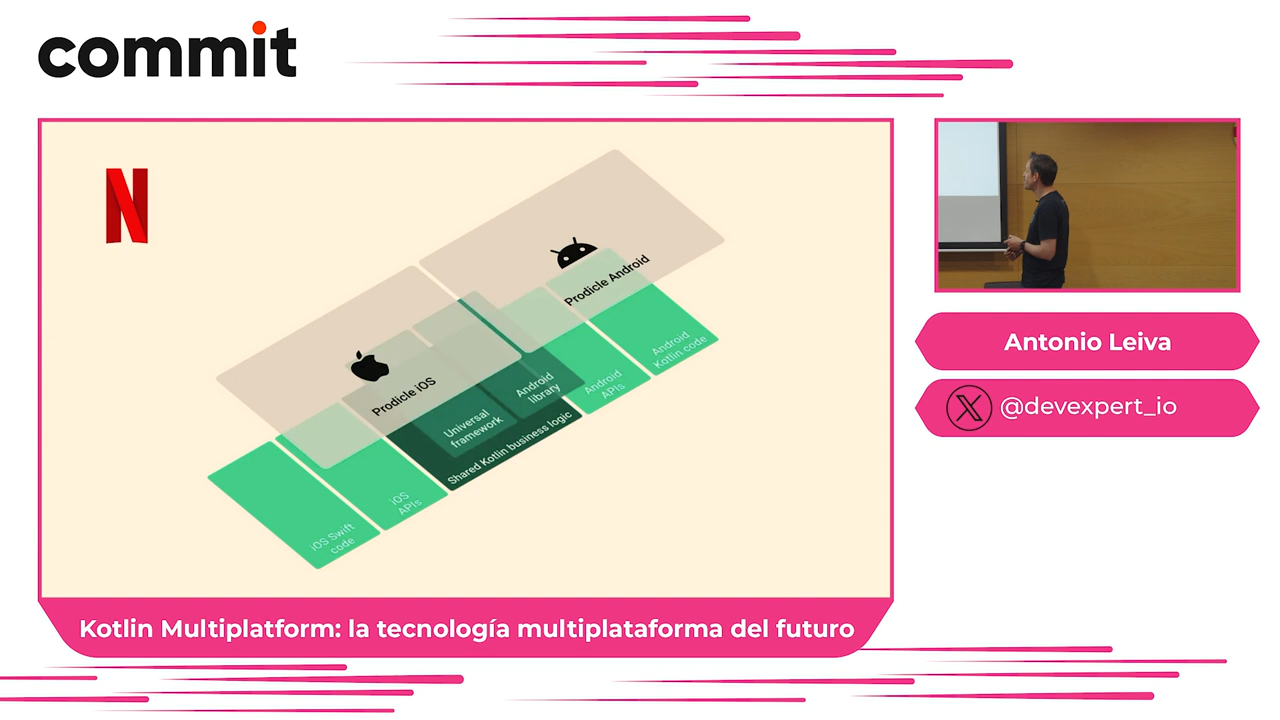 commit
N
Prodicle Android
Android
Kotlin code
Android
APIs
Prodicle iOS
Android
library
Universal
framework
Shared Kotlin business logic
iOS
APIs
iOS Swift
code
Antonio Leiva
X @devexpert_io
Kotlin Multiplatform: la tecnología multiplataforma del futuro